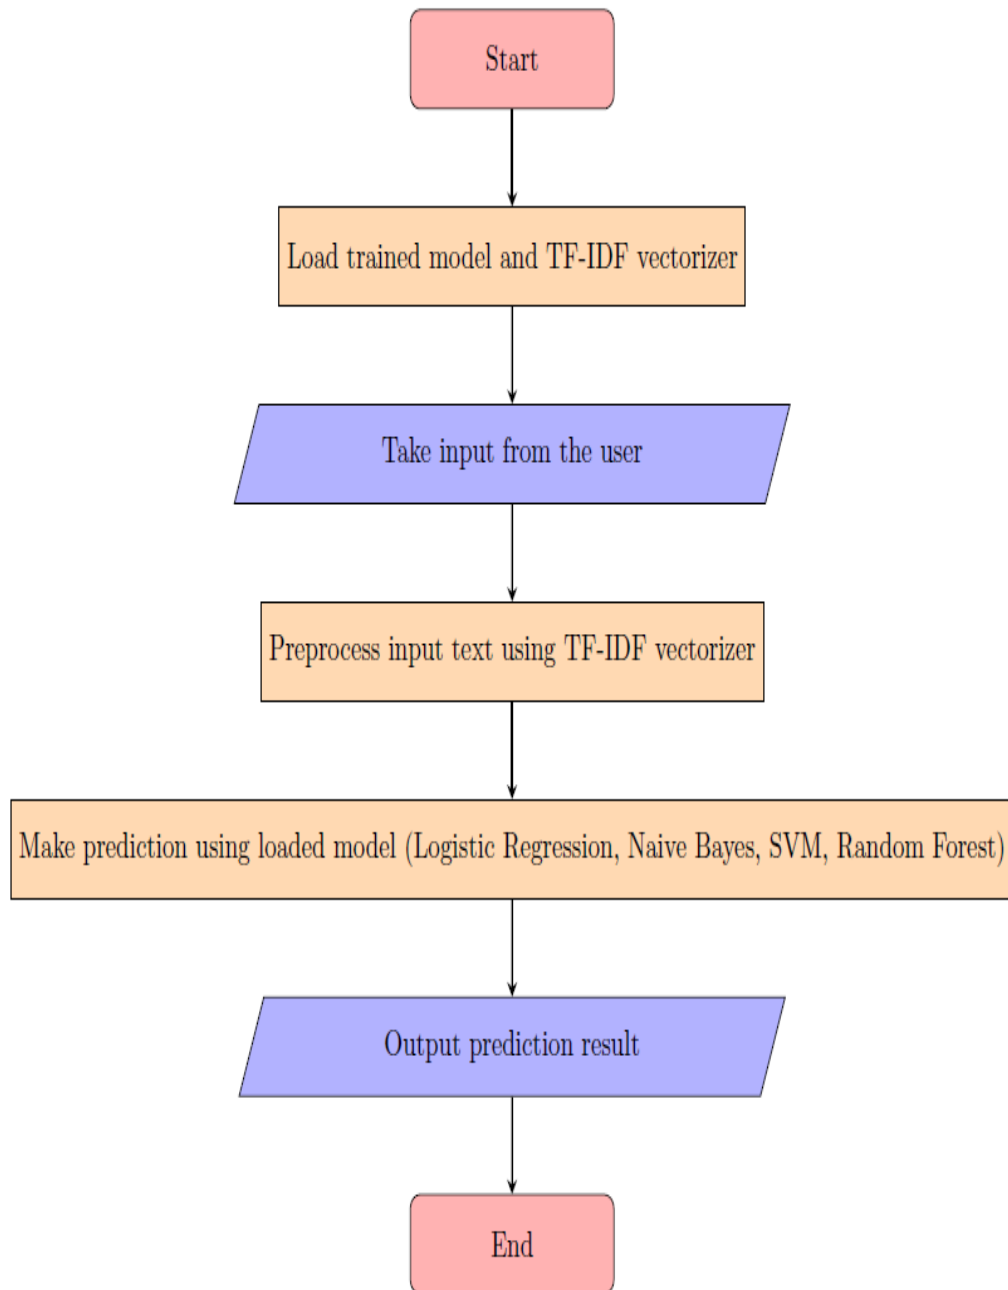 Start
Load trained model and TF-IDF vectorizer
Take input from the user
Preprocess input text using TF-IDF vectorizer
Make prediction using loaded model (Logistic Regression, Naive Bayes, SVM, Random Forest)
Output prediction result
End